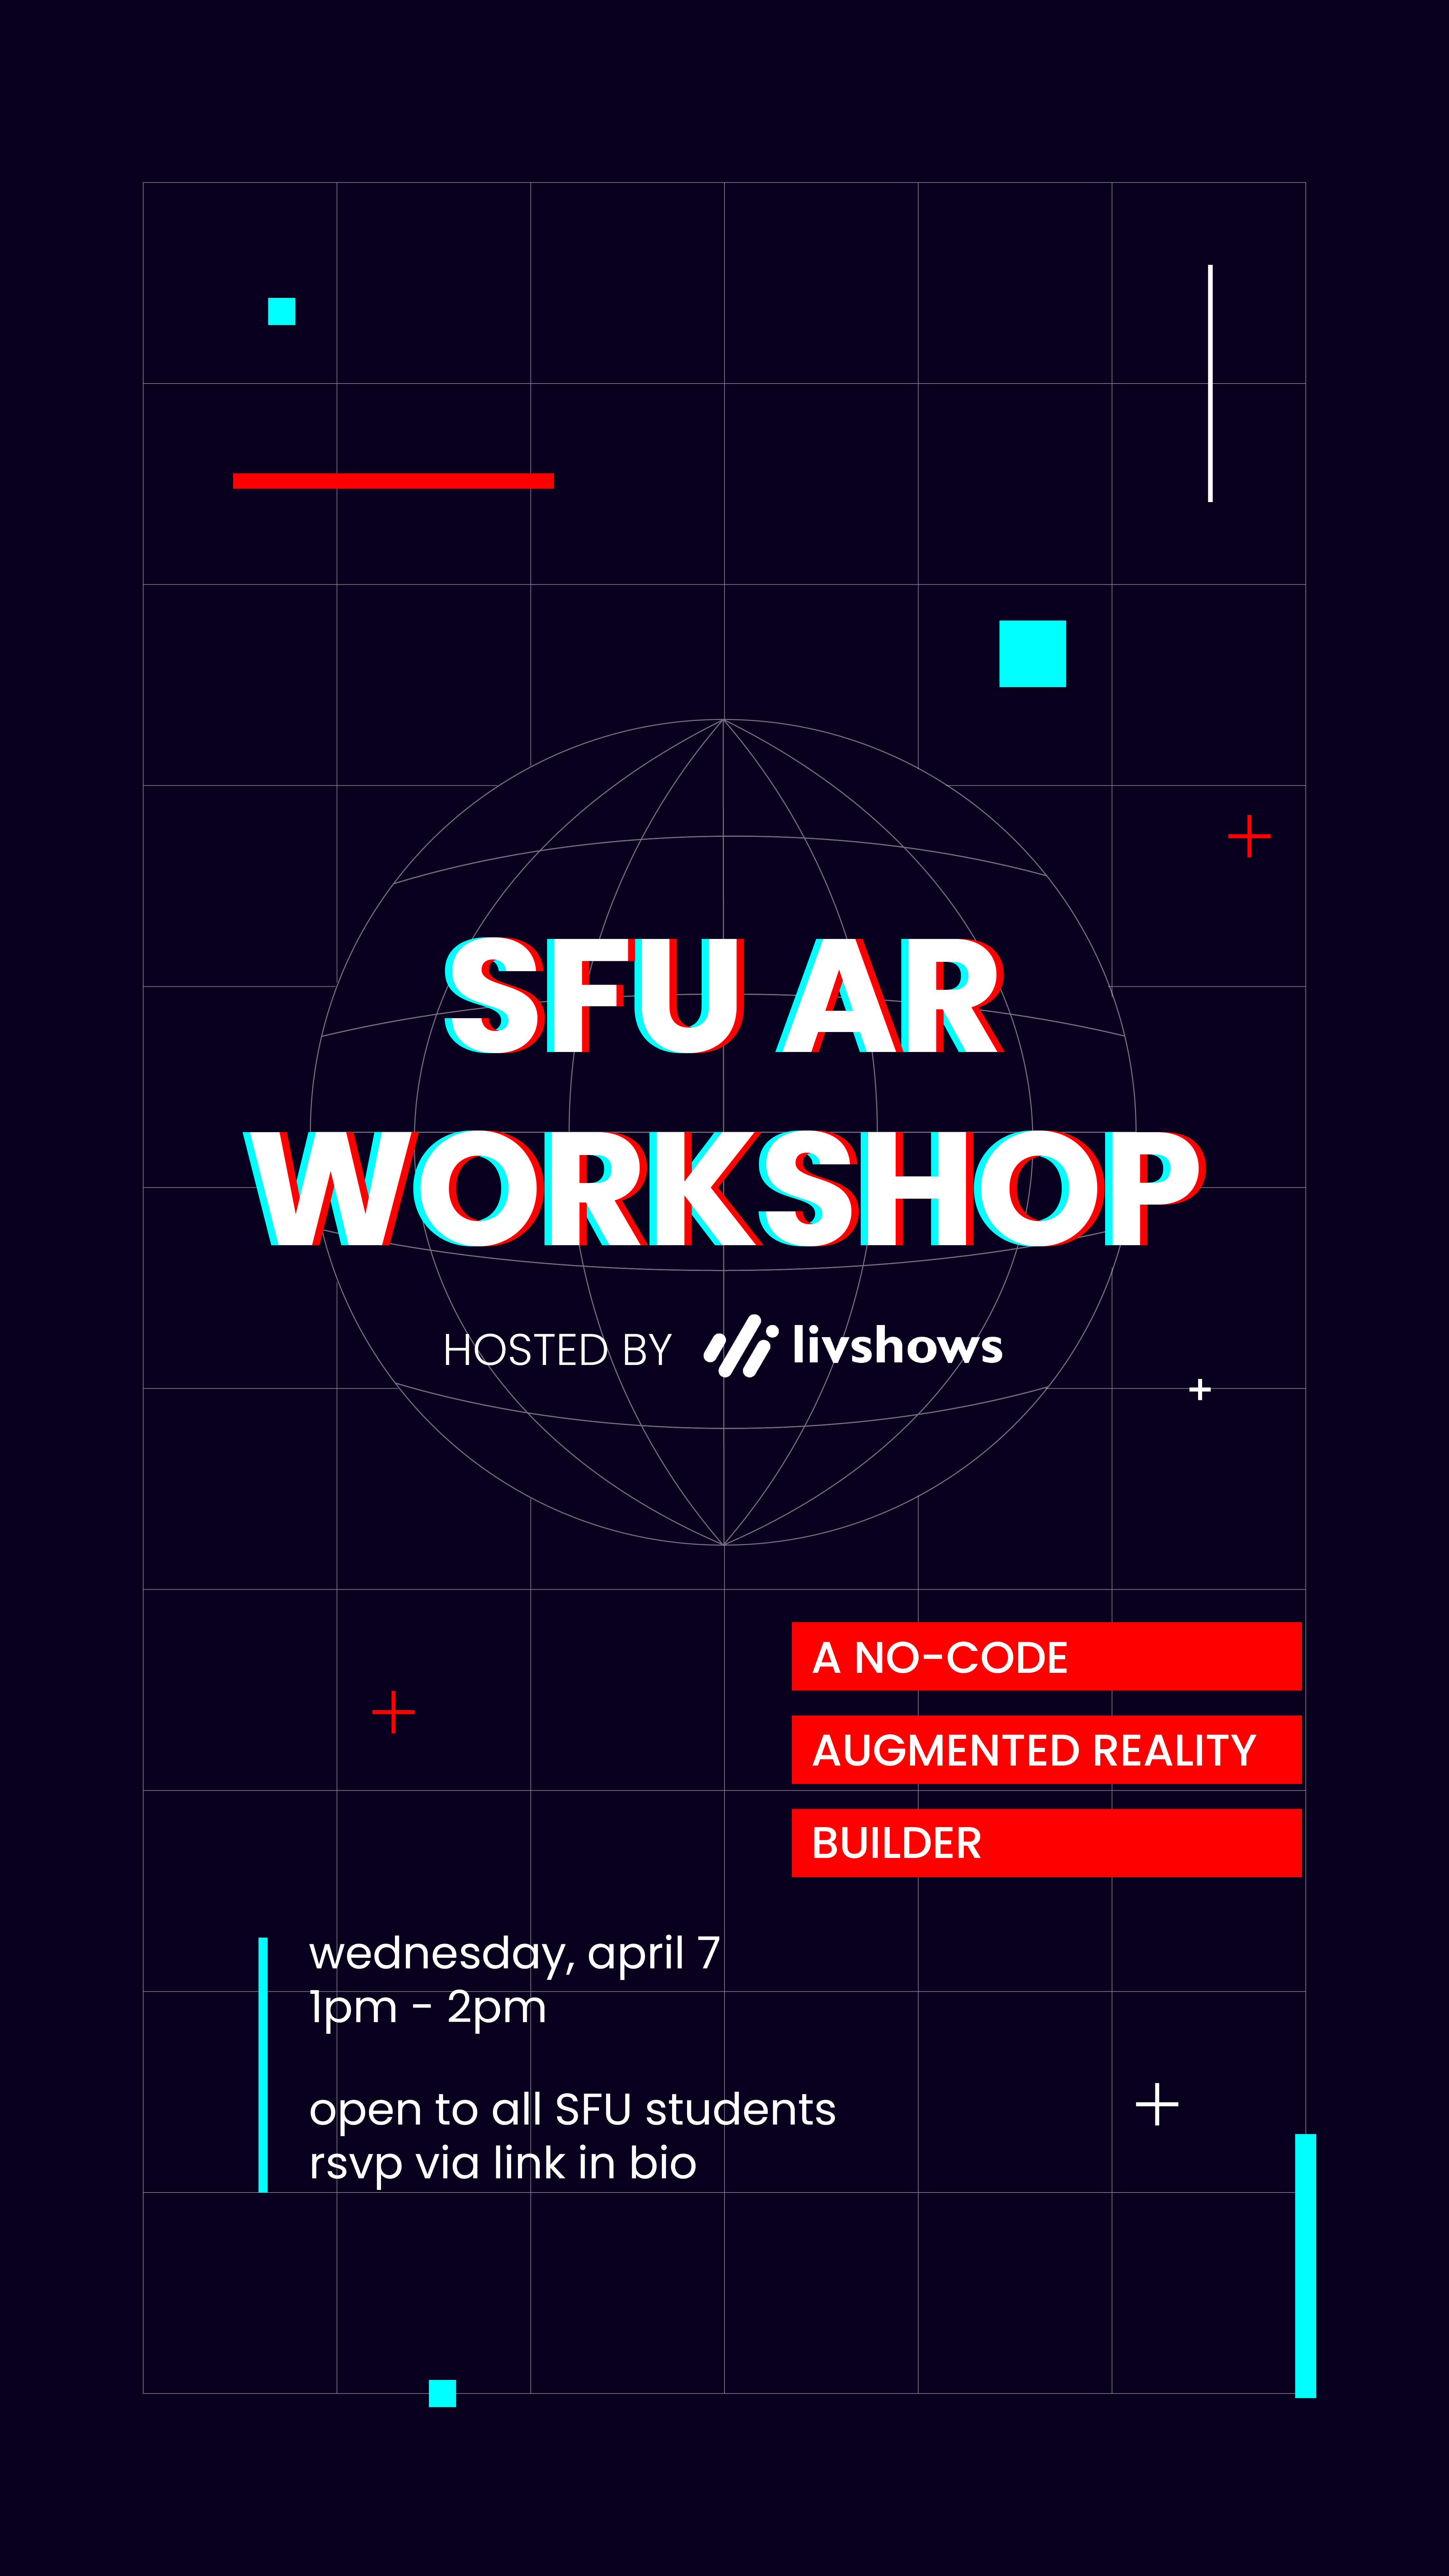 SFU AR
WORKSHOP
HOSTED BY livshows
A NO-CODE
AUGMENTED REALITY
BUILDER
wednesday, april 7
1pm - 2pm
open to all SFU students
rsvp via link in bio